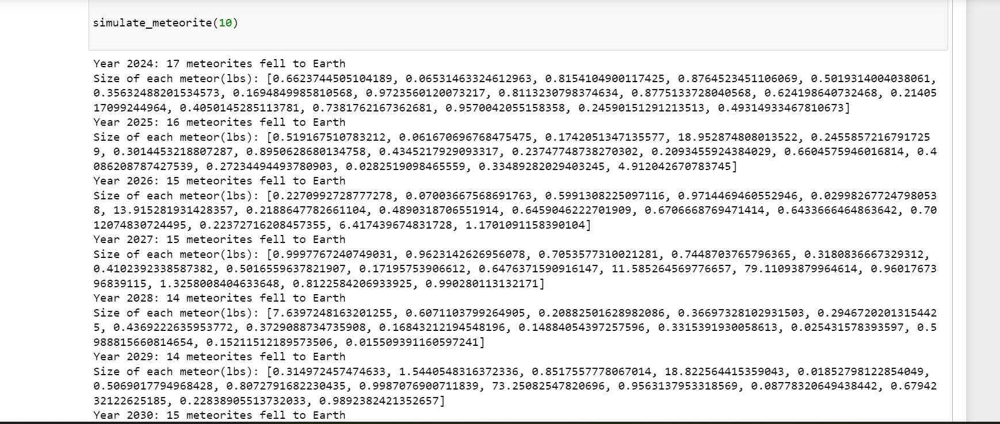 simulate_meteorite(10)
Year 2024: 17 meteorites fell to Earth
Size of each meteor(lbs): [0.6623744505104189, 0.06531463324612963, 0.8154104900117425, 0.8764523451106069, 0.5019314004038061,
0.35632488201534573, 0.1694849985810568, 0.9723560120073217, 0.8113230798374634, 0.8775133728040568, 0.624198640732468, 0.21405
17099244964, 0.4050145285113781, 0.7381762167362681, 0.9570042055158358, 0.24590151291213513, 0.49314933467810673]
Year 2025: 16 meteorites fell to Earth
Size of each meteor(lbs): [0.519167510783212, 0.061670696768475475, 0.1742051347135577, 18.952874808013522, 0.2455857216791725
9, 0.3014453218807287, 0.8950628680134758, 0.4345217929093317, 0.23747748738270302, 0.2093455924384029, 0.6604575946016814, 0.4
086208787427539, 0.27234494493780903, 0.0282519098465559, 0.33489282029403245, 4.912042670783745]
Year 2026: 15 meteorites fell to Earth
Size of each meteor(lbs): [0.2270992728777278, 0.07003667568691763, 0.5991308225097116, 0.9714469460552946, 0.02998267724798053
8, 13.915281931428357, 0.2188647782661104, 0.4890318706551914, 0.6459046222701909, 0.6706668769471414, 0.6433666464863642, 0.70
12074830724495, 0.22372716208457355, 6.417439674831728, 1.1701091158390104]
Year 2027: 15 meteorites fell to Earth
Size of each meteor(lbs): [0.9997767240749031, 0.9623142626956078, 0.7053577310021281, 0.7448703765796365, 0.3180836667329312,
0.4102392338587382, 0.5016559637821907, 0.17195753906612, 0.6476371590916147, 11.585264569776657, 79.11093879964614, 0.96017673
96839115, 1.3258008404633648, 0.8122584206933925, 0.990280113132171]
Year 2028: 14 meteorites fell to Earth
Size of each meteor(lbs): [7.6397248163201255, 0.6071103799264905, 0.20882501628982086, 0.36697328102931503, 0.2946720201315442
5, 0.4369222635953772, 0.3729088734735908, 0.16843212194548196, 0.14884054397257596, 0.3315391930058613, 0.025431578393597, 0.5
988815660814654, 0.15211512189573506, 0.015509391160597241]
Year 2029: 14 meteorites fell to Earth
Size of each meteor(lbs): [0.314972457474633, 1.5440548316372336, 0.8517557778067014, 18.822564415359043, 0.01852798122854049,
0.5069017794968428, 0.8072791682230435, 0.9987076900711839, 73.25082547820696, 0.9563137953318569, 0.08778320649438442, 0.67942
32122625185, 0.22838905513732033, 0.9892382421352657]
Year 2030: 15 meteorites fell to Earth